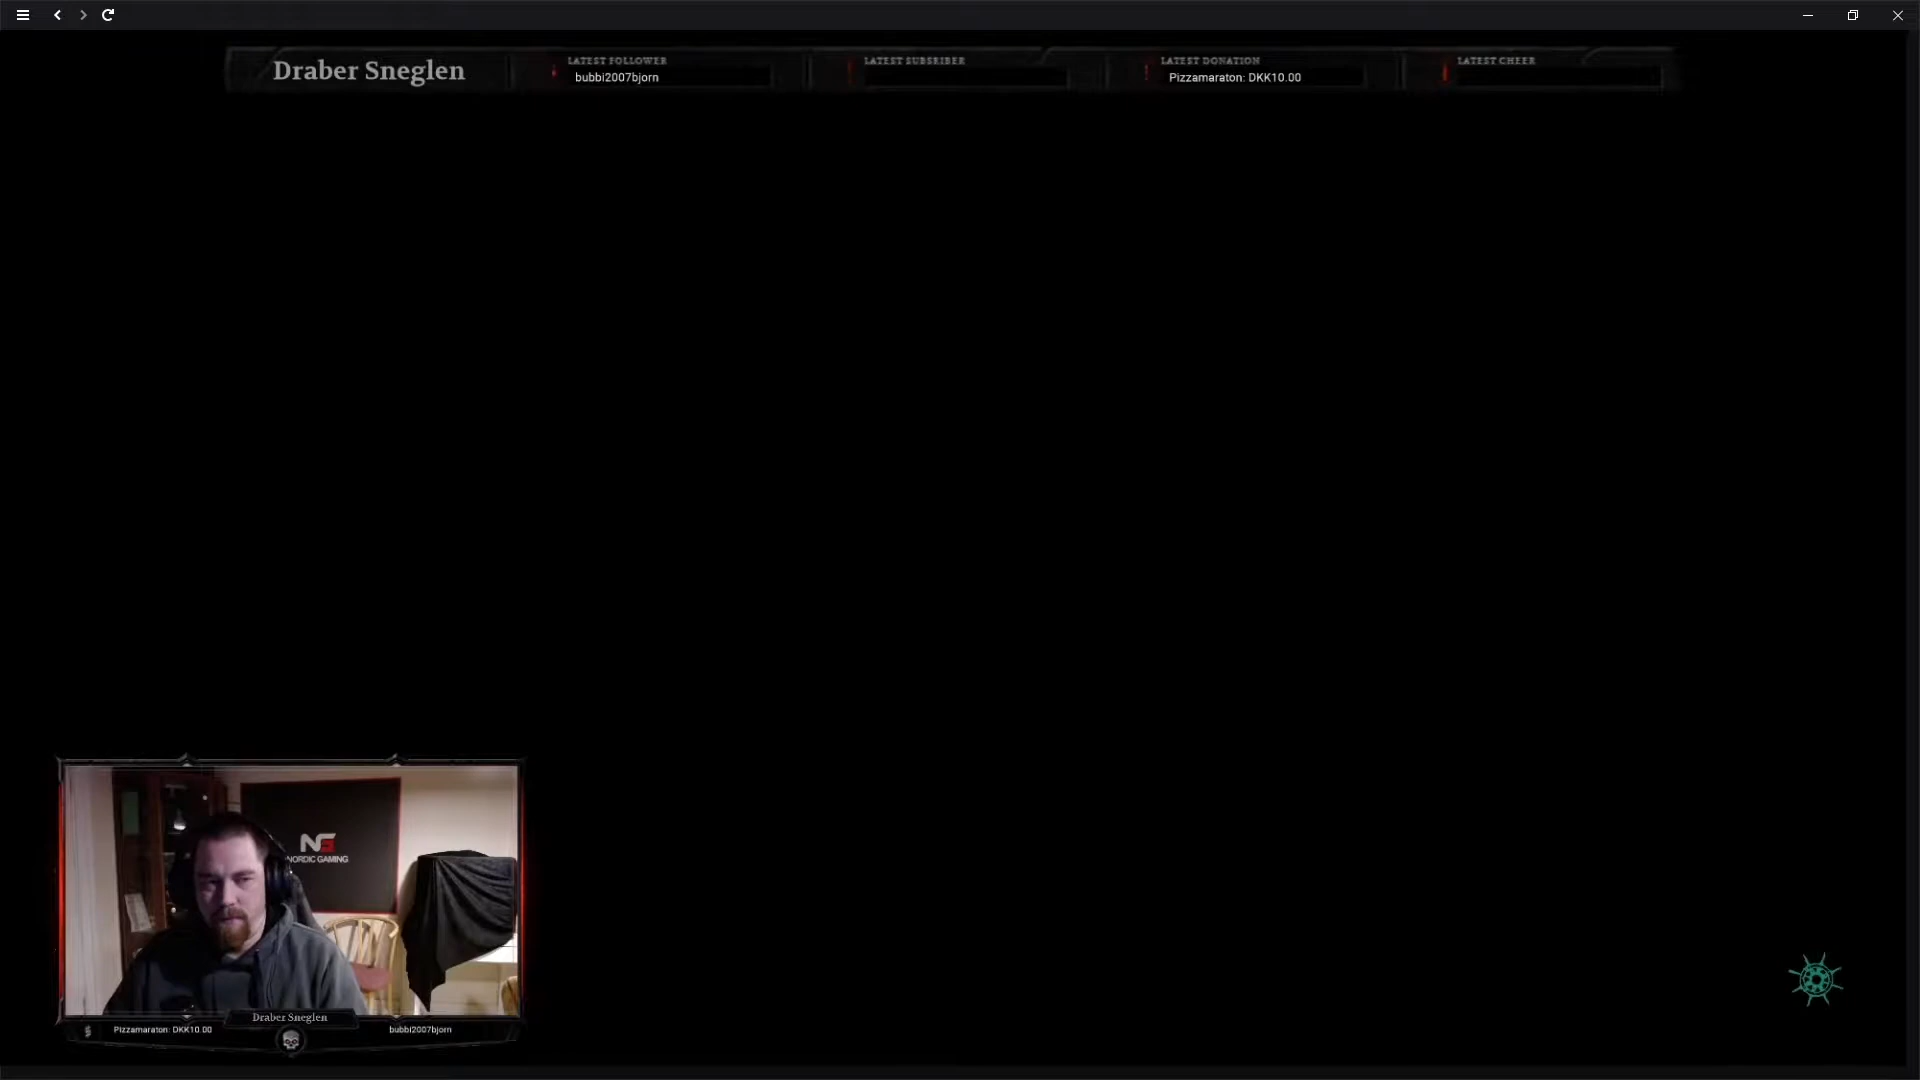 Draber Sneglen
LATEST FOLLOWER
bubbi2007bjorn
LATEST SUBSRIBER
LATEST DONATION
Pizzamaraton: DKK10.00
LATEST CHEER
NG
NORDIC GAMING
Draber Sneglen
Pizzamaraton: DKK10.00
bubbi2007bjorn